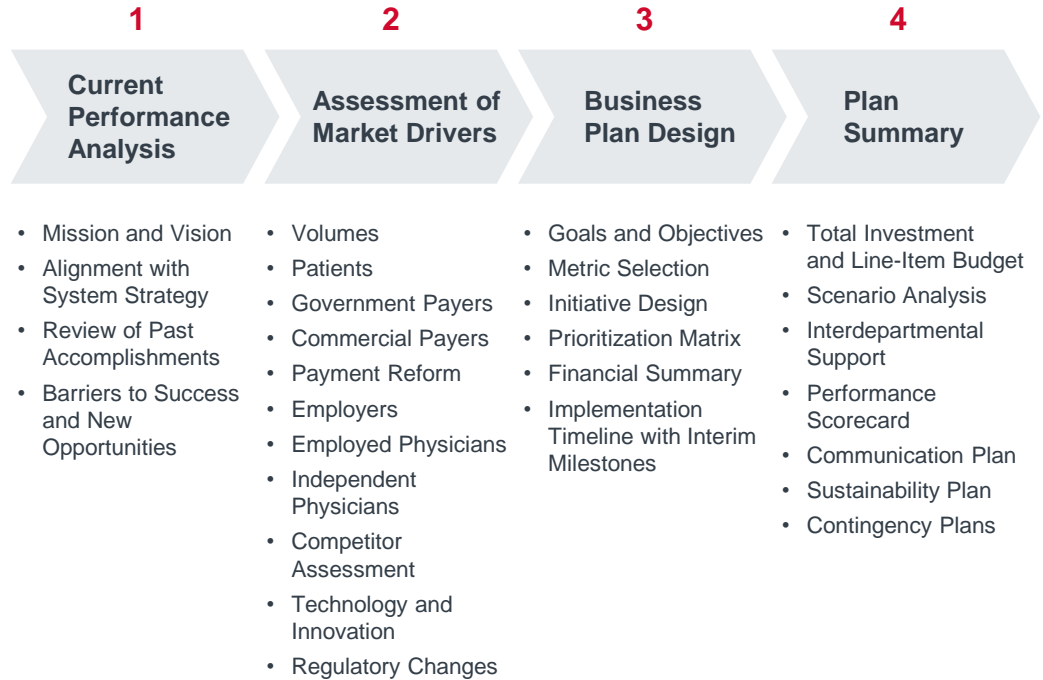 1
2
3
4
Current
Performance
Analysis
Assessment of
Market Drivers
Business
Plan Design
Plan
Summary
• Mission and Vision
• Alignment with
System Strategy
• Review of Past
Accomplishments
• Barriers to Success
and New
Opportunities
• Volumes
• Patients
• Government Payers
• Commercial Payers
• Payment Reform
• Employers
• Employed Physicians
• Independent
Physicians
• Competitor
Assessment
• Technology and
Innovation
• Regulatory Changes
• Goals and Objectives
• Metric Selection
• Initiative Design
• Prioritization Matrix
• Financial Summary
• Implementation
Timeline with Interim
Milestones
• Total Investment
and Line-Item Budget
• Scenario Analysis
• Interdepartmental
Support
• Performance
Scorecard
• Communication Plan
• Sustainability Plan
• Contingency Plans